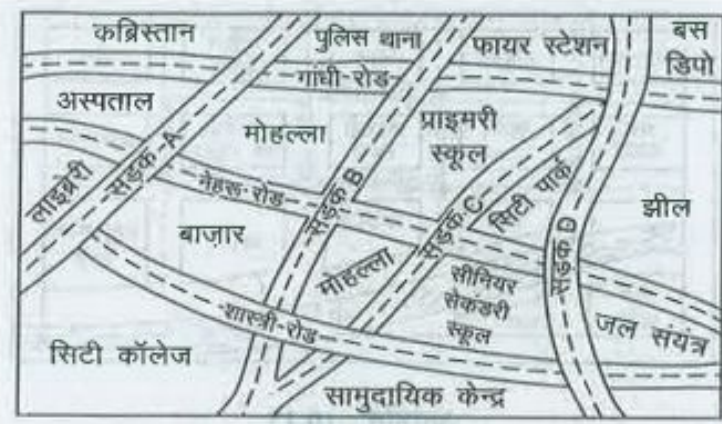 कब्रिस्तान
पुलिस थाना
फायर स्टेशन
बस
डिपो
गांधी-रोड
अस्पताल
मोहल्ला
प्राइमरी
स्कूल
लाइब्रेरी
सड़क A
नेहरू-रोड
सड़क B
सड़क C
सिटी पार्क
सड़क D
झील
बाज़ार
मोहल्ला
सीनियर
सेकंडरी
स्कूल
शास्त्री-रोड
जल संयंत्र
सिटी कॉलेज
सामुदायिक केन्द्र